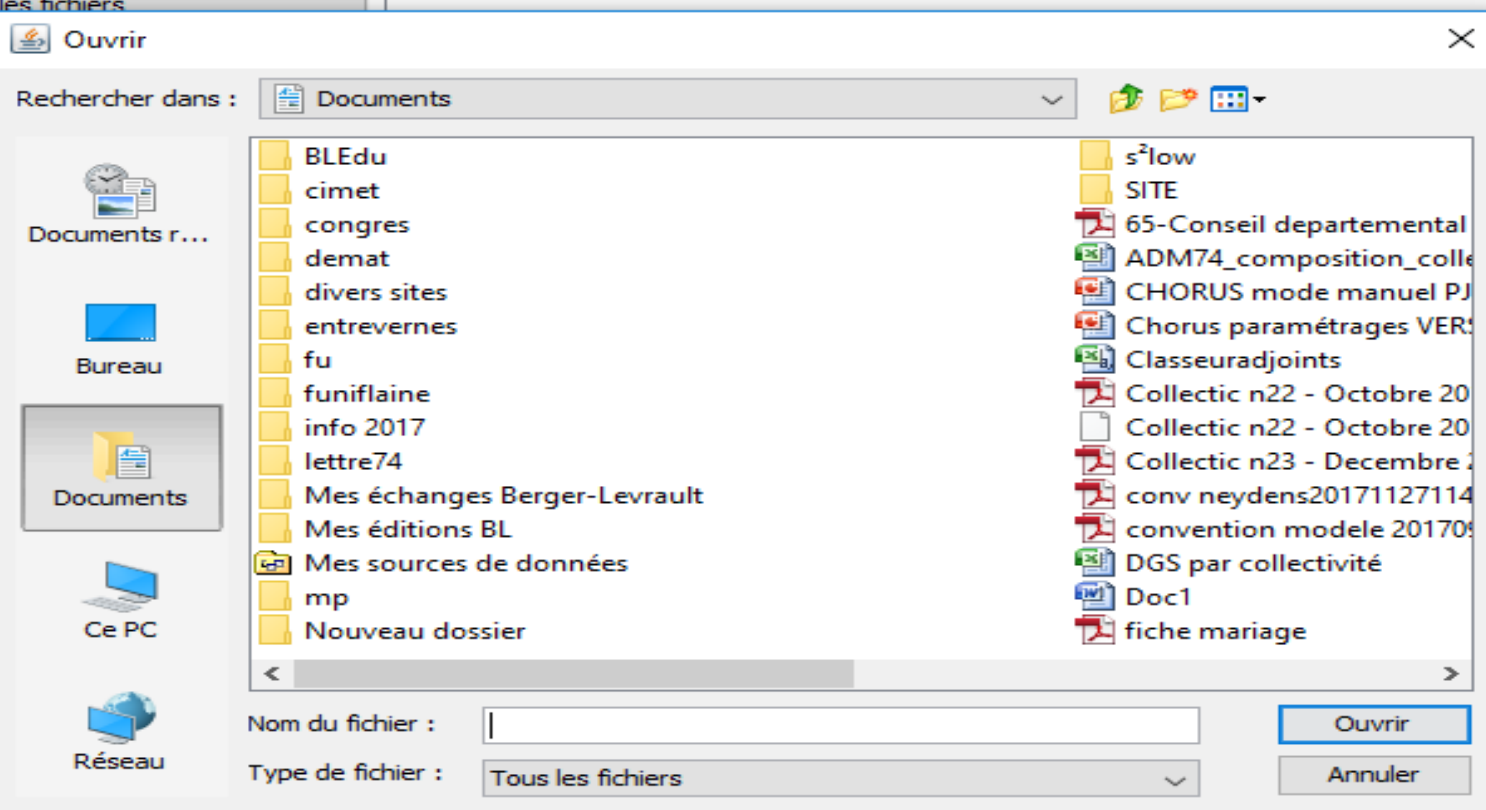 les fichiers
Ouvrir
Rechercher dans :
Documents
Documents r...
Bureau
Documents
Ce PC
Réseau
BLEdu
cimet
congres
demat
divers sites
entrevernes
fu
funiflaine
info 2017
lettre74
Mes échanges Berger-Levrault
Mes éditions BL
Mes sources de données
mp
Nouveau dossier
s²low
SITE
65-Conseil departemental
ADM74_composition_colle
CHORUS mode manuel PJ
Chorus paramétrages VERS
Classeuradjoints
Collectic n22 - Octobre 20
Collectic n22 - Octobre 20
Collectic n23 - Decembre
conv neydens20171127114
convention modele 201709
DGS par collectivité
Doc1
fiche mariage
Nom du fichier :
Ouvrir
Type de fichier :
Tous les fichiers
Annuler